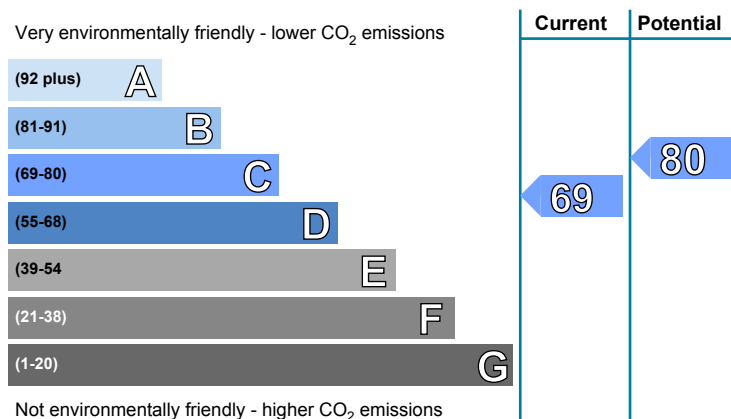 Very environmentally friendly - lower CO2 emissions
Current
Potential
(92 plus) A
(81-91) B
(69-80) C
(55-68) D
(39-54 E
(21-38) F
(1-20) G
69
80
Not environmentally friendly - higher CO2 emissions